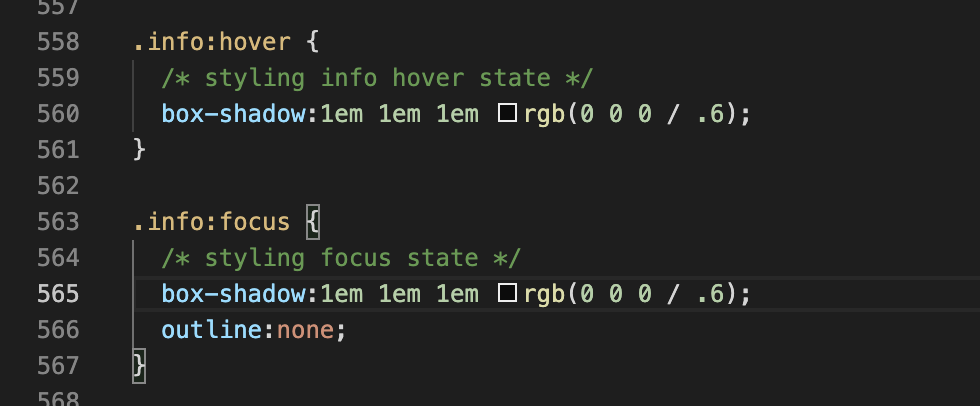 557
558 .info:hover {
559 /* styling info hover state */
560 box-shadow:1em 1em 1em rgb(0 0 0 / .6);
561 }
562
563 .info:focus {
564 /* styling focus state */
565 box-shadow:1em 1em 1em rgb(0 0 0 / .6);
566 outline:none;
567 }
568